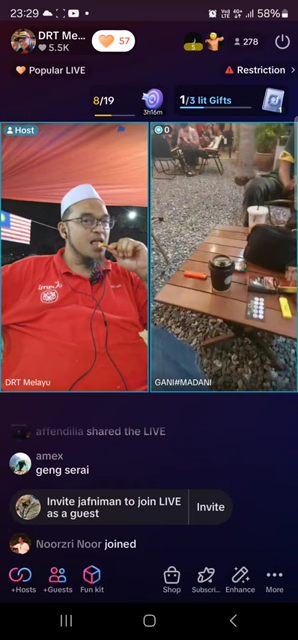 23:29
4G+
58%
DRT Me...
5.5K
57
278
Popular LIVE
Restriction
8/19
3h16m
1/3 lit Gifts
Host
0
DRT Melayu
GANI#MADANI
affendilia shared the LIVE
amex
geng serai
Invite jafniman to join LIVE
as a guest
Invite
Noorzri Noor joined
+Hosts
+Guests
Fun kit
Shop
Subscri...
Enhance
More